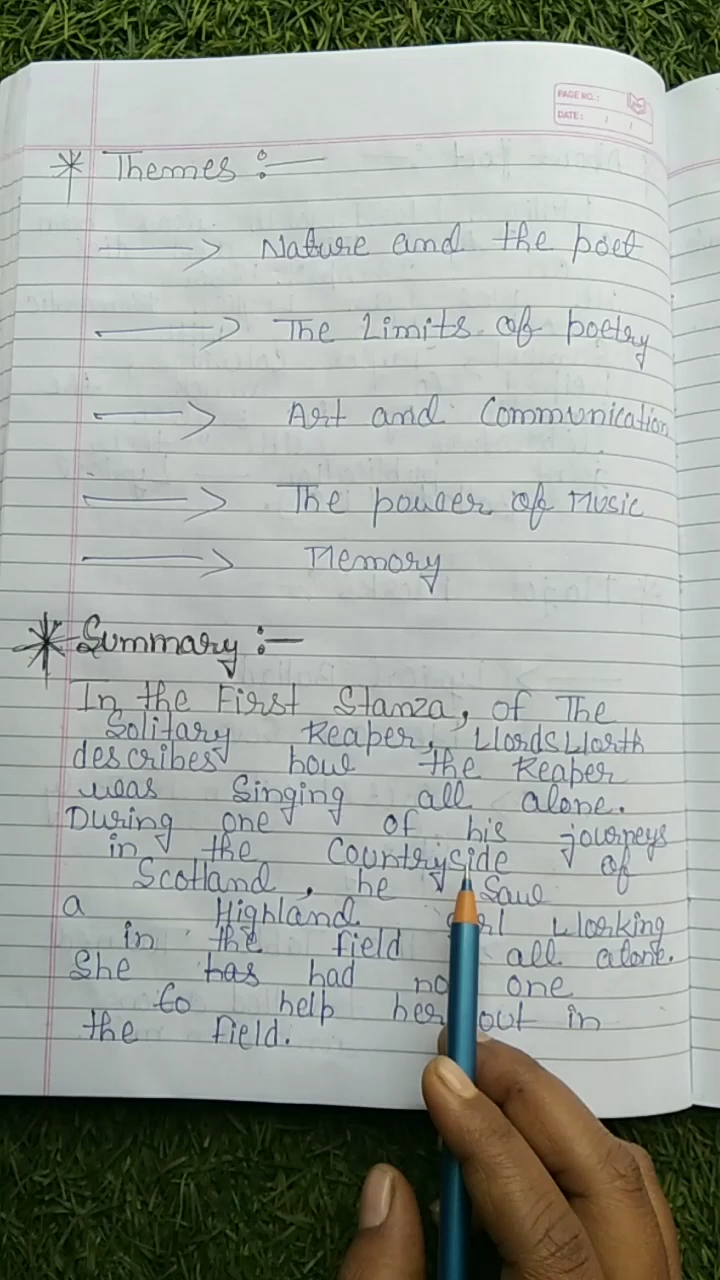 PAGE NO.:
DATE: / /
* Themes :—
→ Nature and the poet
→ The Limits of poetry
→ Art and Communication
→ The power of Music
→ Memory
* Summary :—
In the First Stanza, of The
Solitary Reaper, Wordsworth
describes how the Reaper
was Singing all alone.
During one of his journeys
in the Countryside of
Scotland, he saw
a Highland girl working
in the field all alone.
She has had no one
to help her out in
the field.